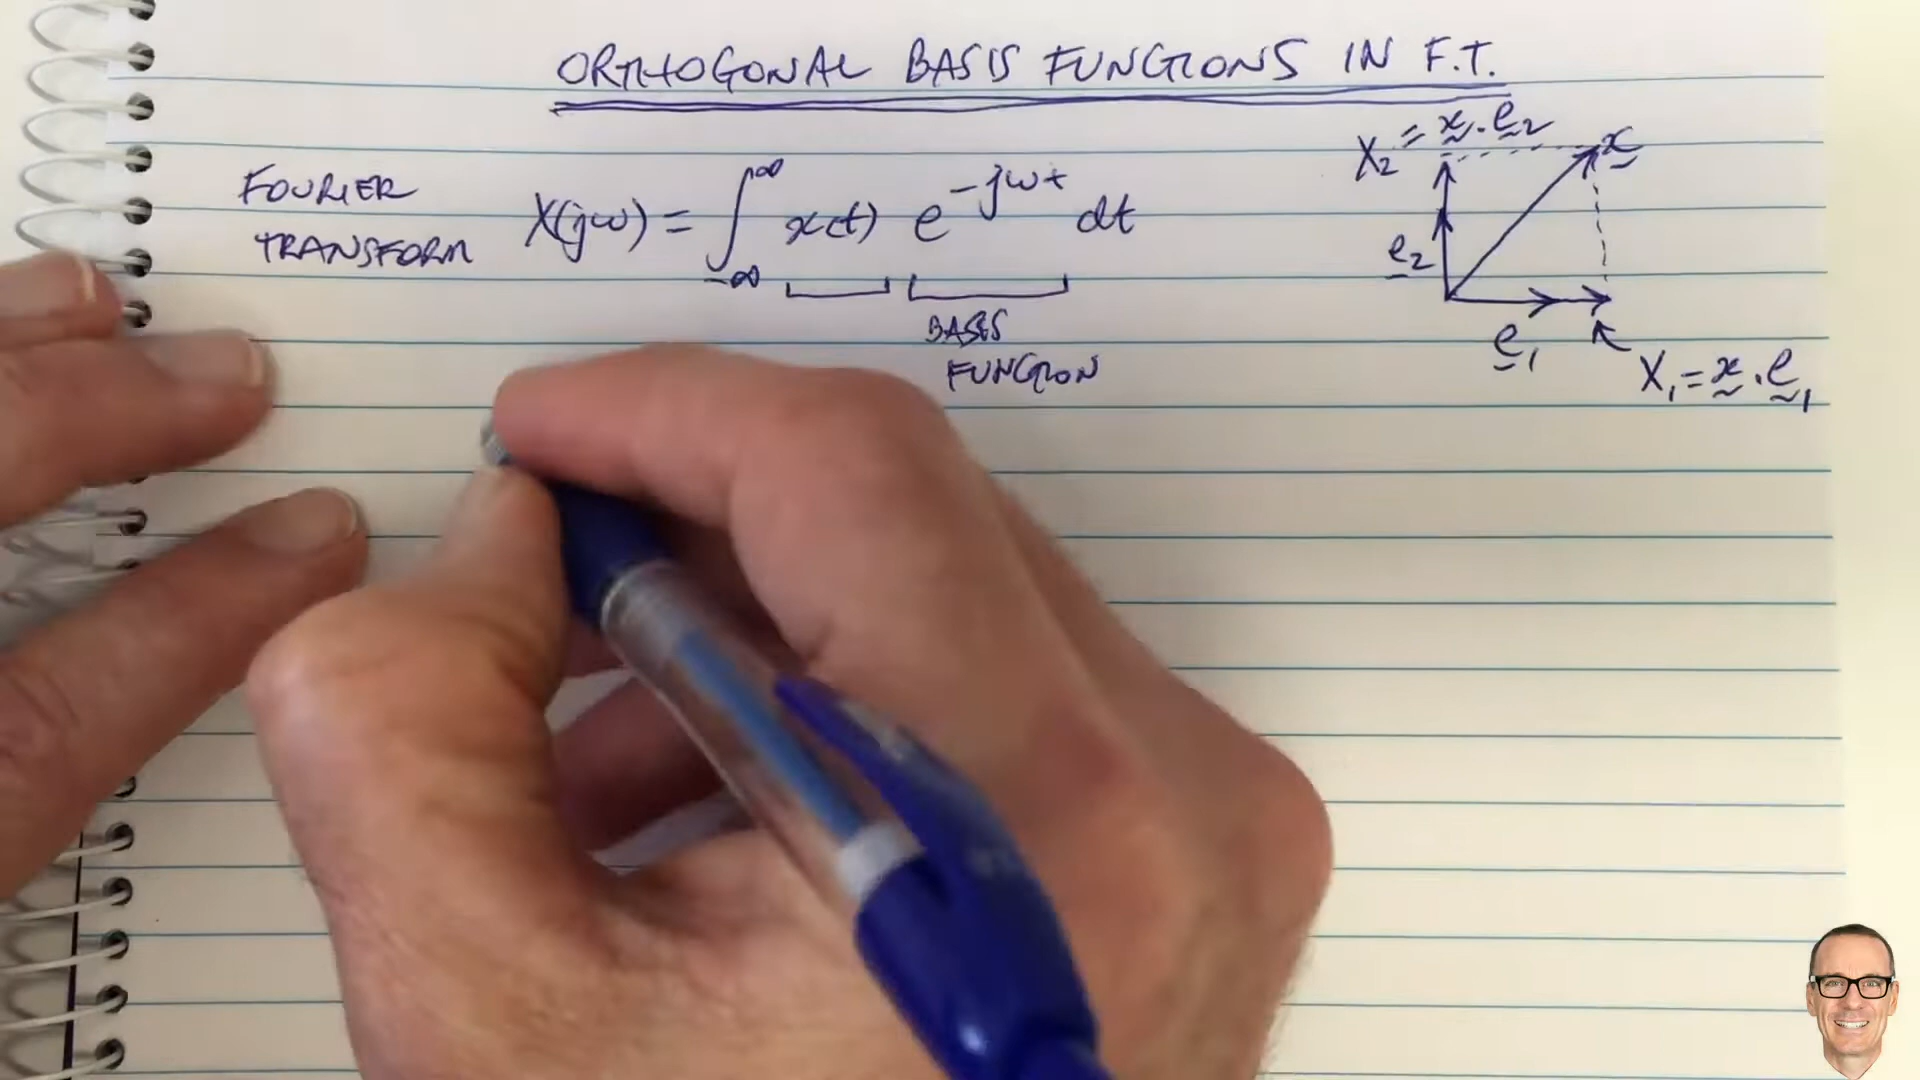 ORTHOGONAL BASIS FUNCTIONS IN F.T.
FOURIER
TRANSFORM
X(jω) = ∫_{-∞}^{∞} x(t) e^{-jωt} dt
BASIS
FUNCTION
X₂ = x . e₂
x
e₂
e₁
X₁ = x . e₁